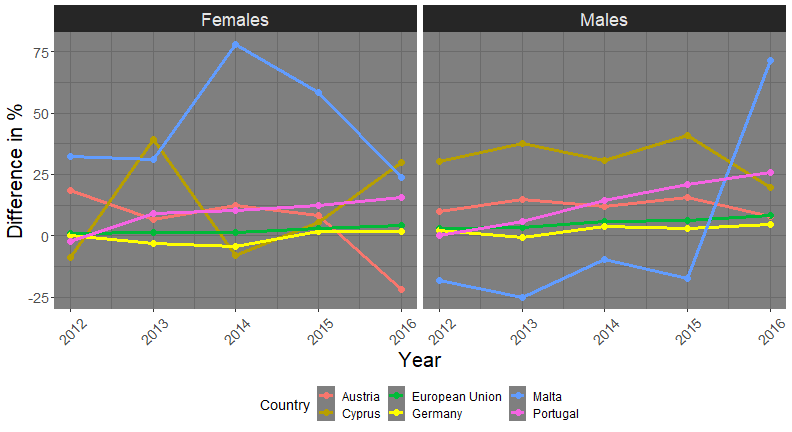 Females Males
Difference in %
75
50
25
0
-25
2012 2013 2014 2015 2016 2012 2013 2014 2015 2016
Year
Country Austria European Union Malta
Cyprus Germany Portugal